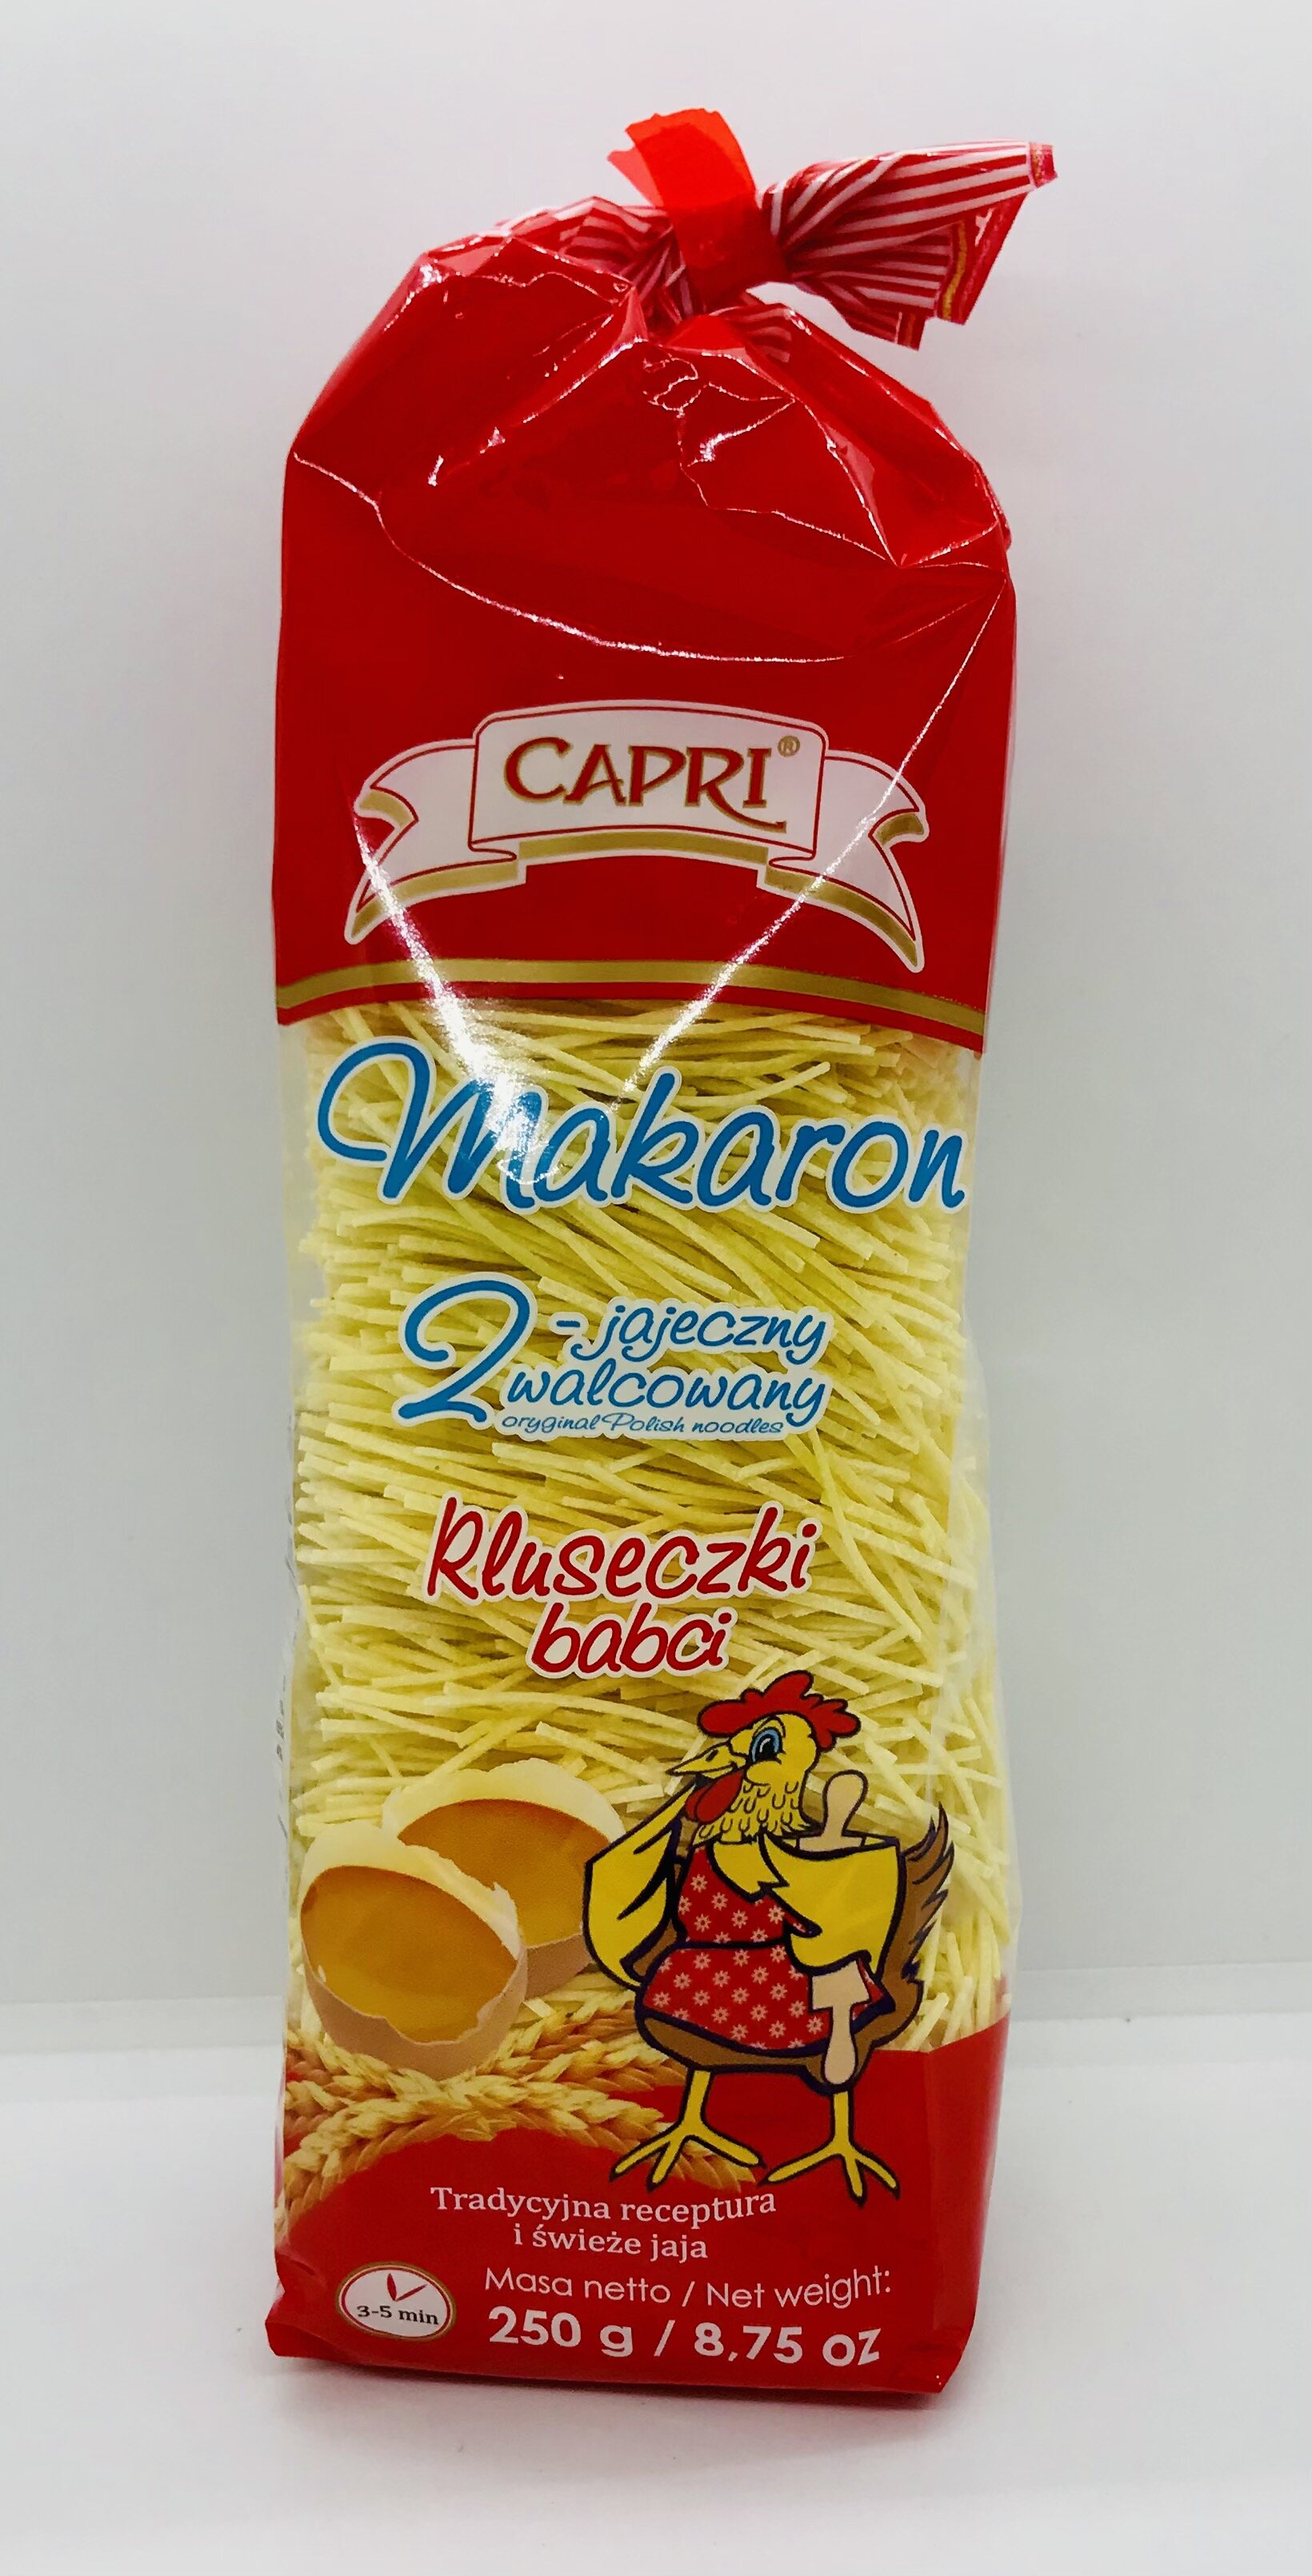 CAPRI®
Makaron
2-jajeczny
walcowany
oryginal Polish noodles
Kluseczki
babci
Tradycyjna receptura
i świeże jaja
Masa netto / Net weight:
3-5 min
250 g / 8,75 oz